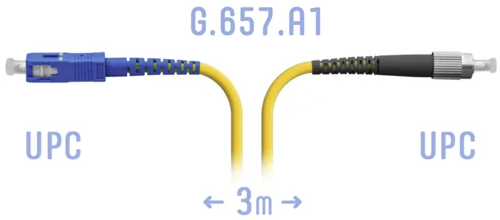 G.657.A1
UPC
UPC
← 3m →